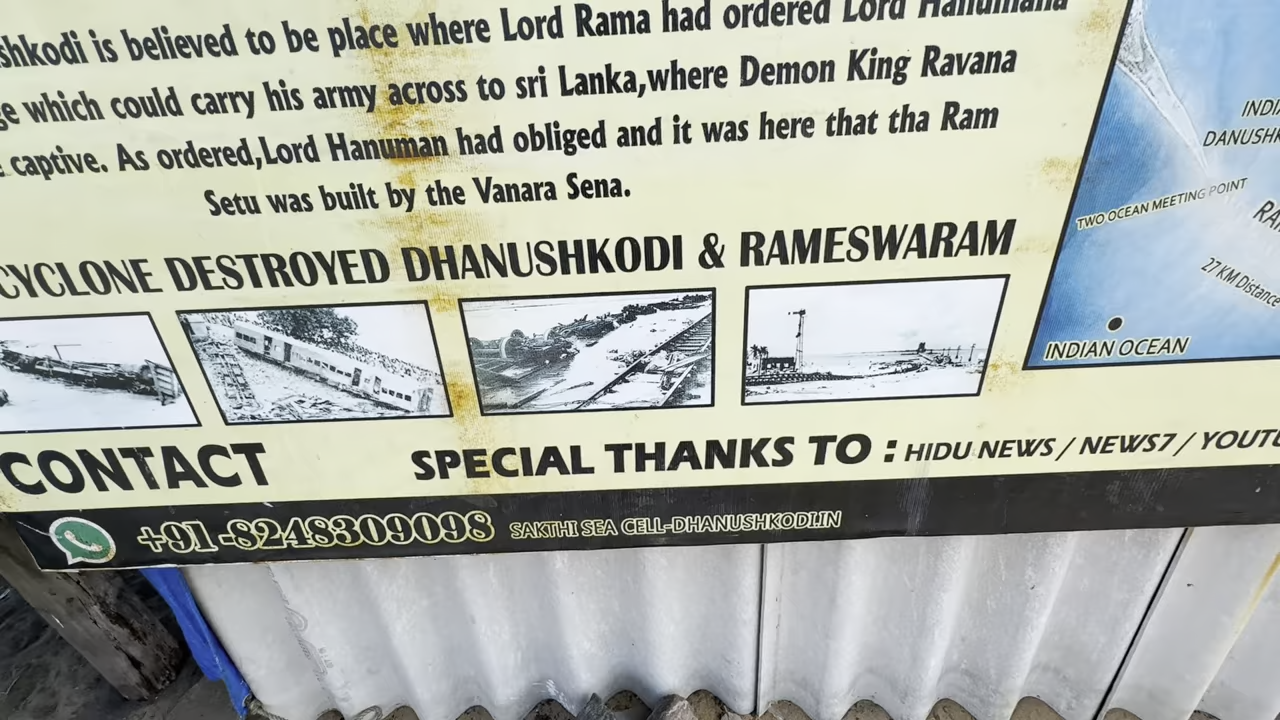 shkodi is believed to be place where Lord Rama had ordered Lord Hanumana
ge which could carry his army across to sri Lanka,where Demon King Ravana
captive. As ordered,Lord Hanuman had obliged and it was here that tha Ram
Setu was built by the Vanara Sena.
CYCLONE DESTROYED DHANUSHKODI & RAMESWARAM
INDIA
DANUSHK
TWO OCEAN MEETING POINT
RA
27 KM Distance
INDIAN OCEAN
CONTACT
SPECIAL THANKS TO : HIDU NEWS / NEWS7 / YOUTU
+91-8248309098 SAKTHI SEA CELL-DHANUSHKODI.IN